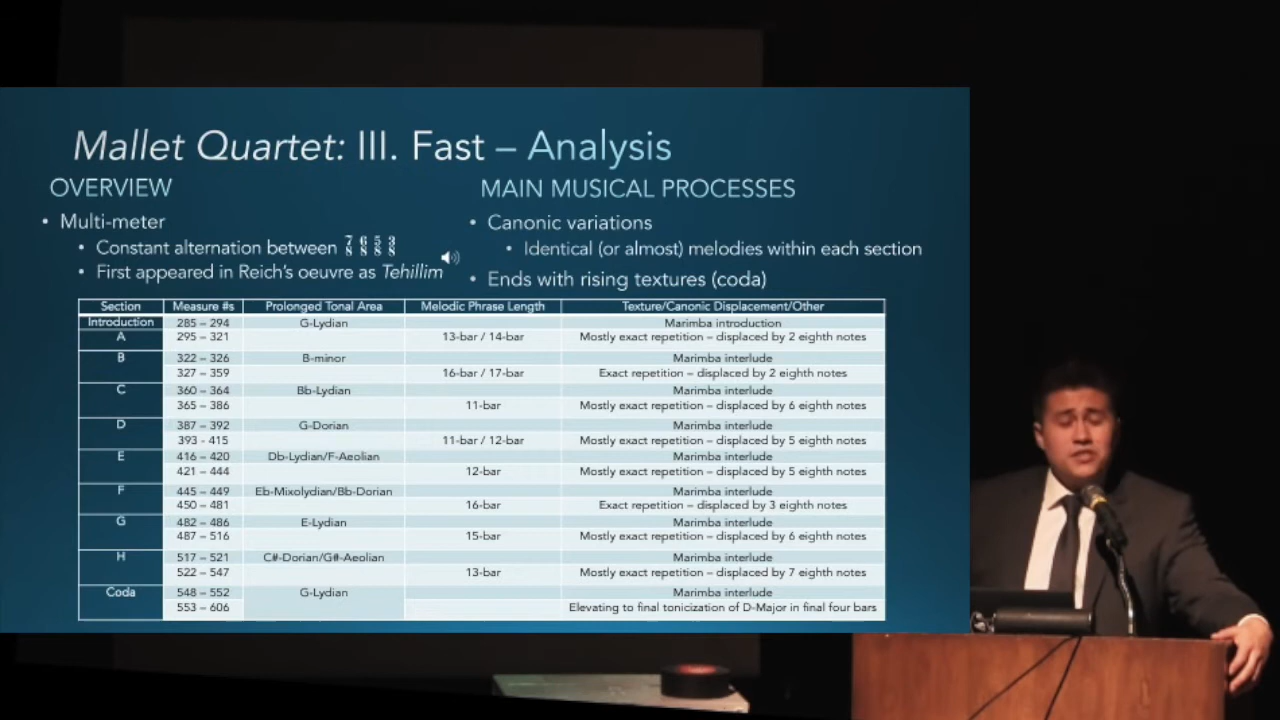 Mallet Quartet: III. Fast – Analysis
OVERVIEW
• Multi-meter
• Constant alternation between 7/8 6/8 5/8 3/8
• First appeared in Reich's oeuvre as Tehillim
MAIN MUSICAL PROCESSES
• Canonic variations
• Identical (or almost) melodies within each section
• Ends with rising textures (coda)
Section Measure #s Prolonged Tonal Area Melodic Phrase Length Texture/Canonic Displacement/Other
Introduction 285 – 294 G-Lydian Marimba introduction
A 295 – 321 13-bar / 14-bar Mostly exact repetition – displaced by 2 eighth notes
B 322 – 326 B-minor Marimba interlude
327 – 359 16-bar / 17-bar Exact repetition – displaced by 2 eighth notes
C 360 – 364 Bb-Lydian Marimba interlude
365 – 386 11-bar Mostly exact repetition – displaced by 6 eighth notes
D 387 – 392 G-Dorian Marimba interlude
393 - 415 11-bar / 12-bar Mostly exact repetition – displaced by 5 eighth notes
E 416 – 420 Db-Lydian/F-Aeolian Marimba interlude
421 – 444 12-bar Mostly exact repetition – displaced by 5 eighth notes
F 445 – 449 Eb-Mixolydian/Bb-Dorian Marimba interlude
450 – 481 16-bar Exact repetition – displaced by 3 eighth notes
G 482 – 486 E-Lydian Marimba interlude
487 – 516 15-bar Mostly exact repetition – displaced by 6 eighth notes
H 517 – 521 C#-Dorian/G#-Aeolian Marimba interlude
522 – 547 13-bar Mostly exact repetition – displaced by 7 eighth notes
Coda 548 – 552 G-Lydian Marimba interlude
553 – 606 Elevating to final tonicization of D-Major in final four bars